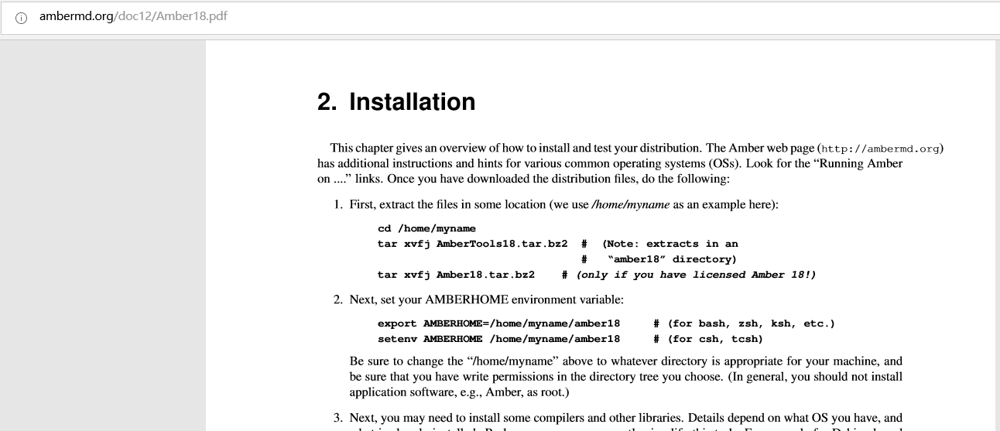 ambermd.org/doc12/Amber18.pdf
2. Installation
This chapter gives an overview of how to install and test your distribution. The Amber web page (http://ambermd.org)
has additional instructions and hints for various common operating systems (OSs). Look for the “Running Amber
on ....” links. Once you have downloaded the distribution files, do the following:
1. First, extract the files in some location (we use /home/myname as an example here):
cd /home/myname
tar xvfj AmberTools18.tar.bz2 # (Note: extracts in an
# “amber18” directory)
tar xvfj Amber18.tar.bz2 # (only if you have licensed Amber 18!)
2. Next, set your AMBERHOME environment variable:
export AMBERHOME=/home/myname/amber18 # (for bash, zsh, ksh, etc.)
setenv AMBERHOME /home/myname/amber18 # (for csh, tcsh)
Be sure to change the “/home/myname” above to whatever directory is appropriate for your machine, and
be sure that you have write permissions in the directory tree you choose. (In general, you should not install
application software, e.g., Amber, as root.)
3. Next, you may need to install some compilers and other libraries. Details depend on what OS you have, and